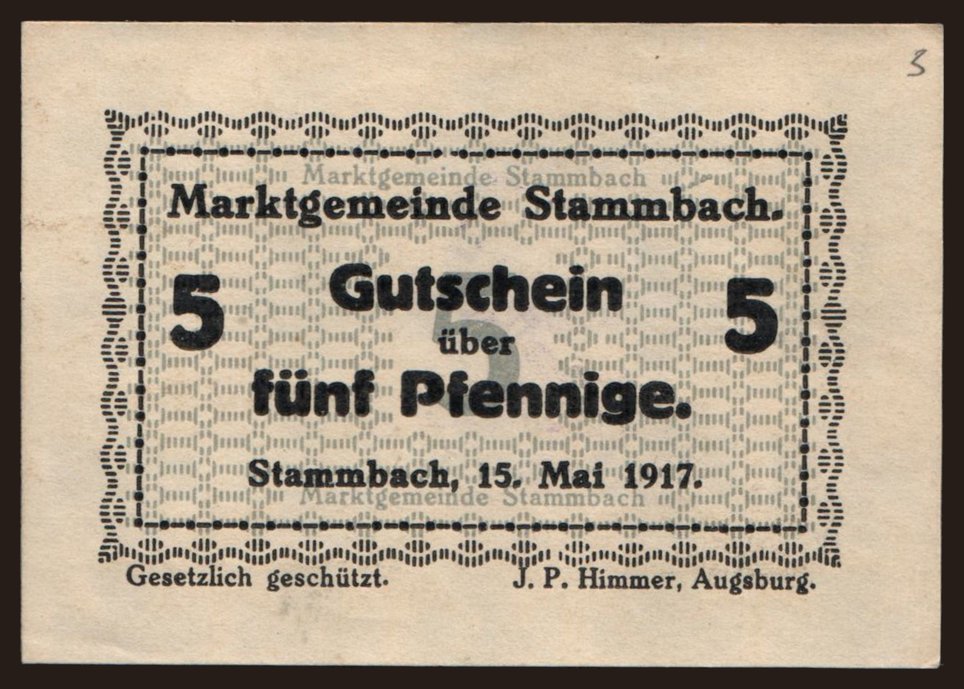 3
Marktgemeinde Stammbach
Marktgemeinde Stammbach.
5 Gutschein 5
5
über
fünf Pfennige.
Stammbach, 15. Mai 1917.
Marktgemeinde Stammbach
Gesetzlich geschützt. J. P. Himmer, Augsburg.